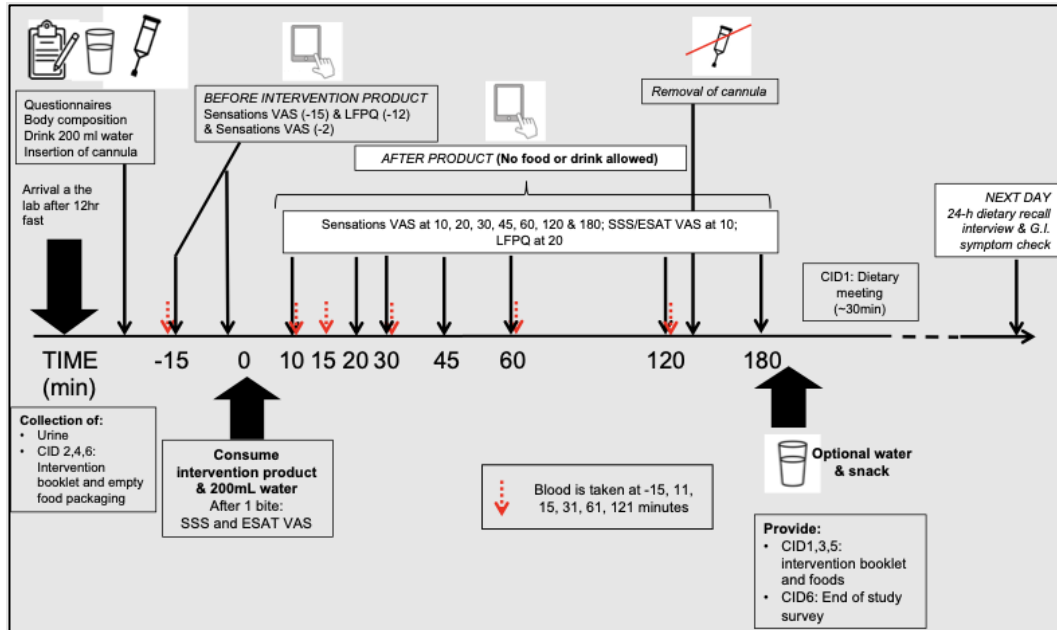 Questionnaires
Body composition
Drink 200 ml water
Insertion of cannula
BEFORE INTERVENTION PRODUCT
Sensations VAS (-15) & LFPQ (-12)
& Sensations VAS (-2)
Removal of cannula
AFTER PRODUCT (No food or drink allowed)
Arrival a the
lab after 12hr
fast
Sensations VAS at 10, 20, 30, 45, 60, 120 & 180; SSS/ESAT VAS at 10;
LFPQ at 20
NEXT DAY
24-h dietary recall
interview & G.I.
symptom check
CID1: Dietary
meeting
(~30min)
TIME
(min)
-15
0
10
15
20
30
45
60
120
180
Collection of:
• Urine
• CID 2,4,6:
Intervention
booklet and empty
food packaging
Consume
intervention product
& 200mL water
After 1 bite:
SSS and ESAT VAS
Blood is taken at -15, 11,
15, 31, 61, 121 minutes
Optional water
& snack
Provide:
• CID1,3,5:
intervention booklet
and foods
• CID6: End of study
survey